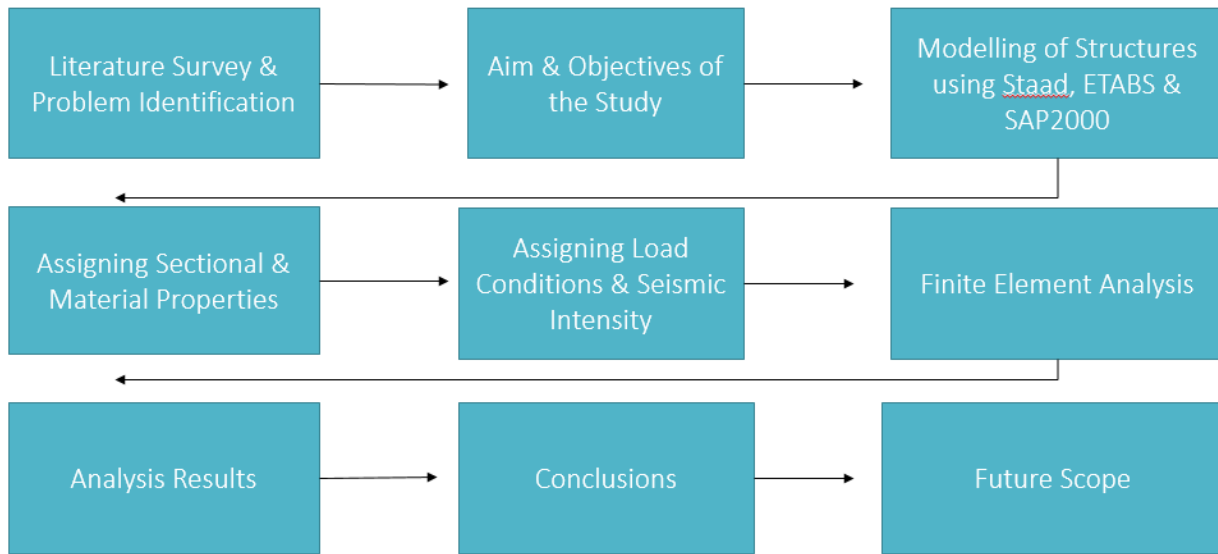 Literature Survey &
Problem Identification
Aim & Objectives of
the Study
Modelling of Structures
using Staad, ETABS &
SAP2000
Assigning Sectional &
Material Properties
Assigning Load
Conditions & Seismic
Intensity
Finite Element Analysis
Analysis Results
Conclusions
Future Scope